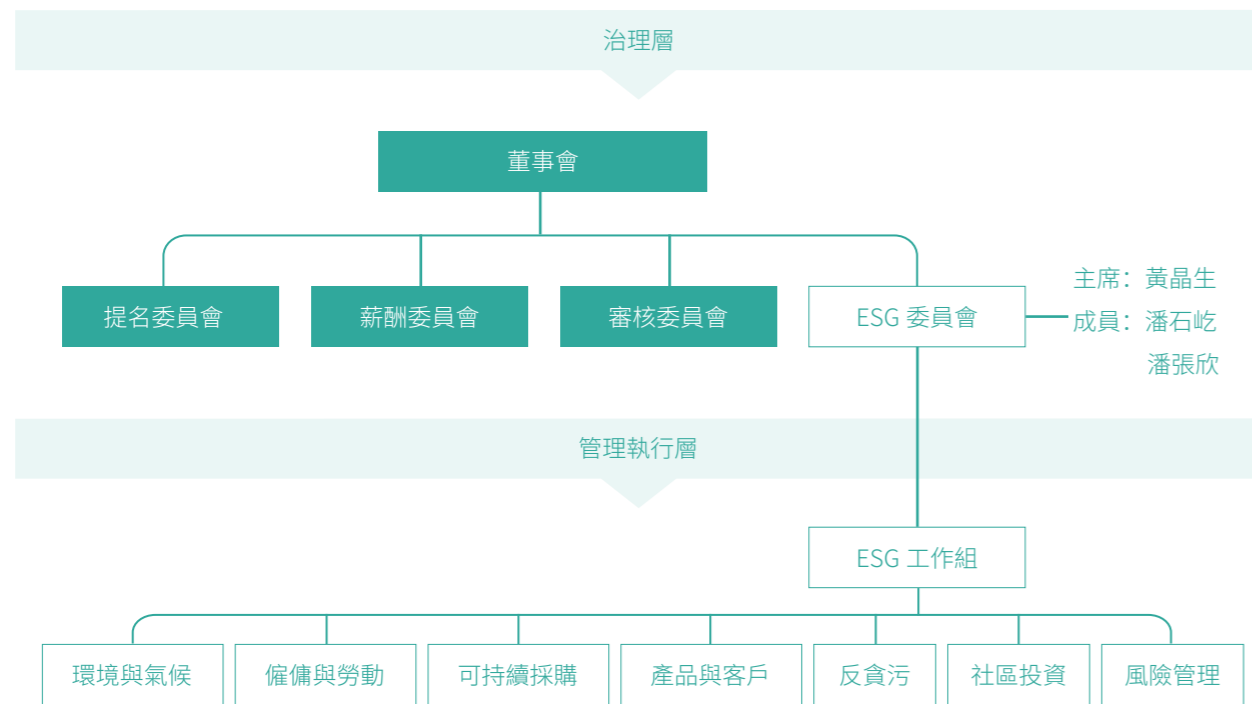 治理層
董事會
提名委員會
薪酬委員會
審核委員會
ESG 委員會
主席：黃晶生
成員：潘石屹
潘張欣
管理執行層
ESG 工作組
環境與氣候
僱傭與勞動
可持續採購
產品與客戶
反貪污
社區投資
風險管理